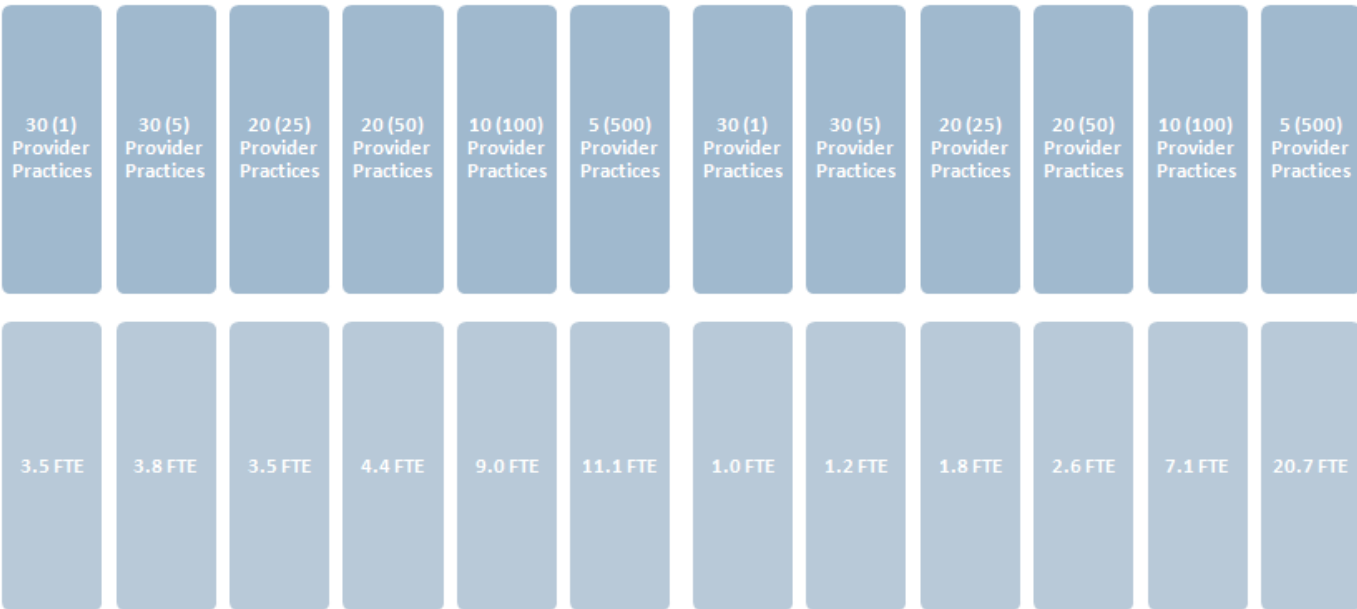 30 (1)
Provider
Practices
30 (5)
Provider
Practices
20 (25)
Provider
Practices
20 (50)
Provider
Practices
10 (100)
Provider
Practices
5 (500)
Provider
Practices
30 (1)
Provider
Practices
30 (5)
Provider
Practices
20 (25)
Provider
Practices
20 (50)
Provider
Practices
10 (100)
Provider
Practices
5 (500)
Provider
Practices
3.5 FTE
3.8 FTE
3.5 FTE
4.4 FTE
9.0 FTE
11.1 FTE
1.0 FTE
1.2 FTE
1.8 FTE
2.6 FTE
7.1 FTE
20.7 FTE